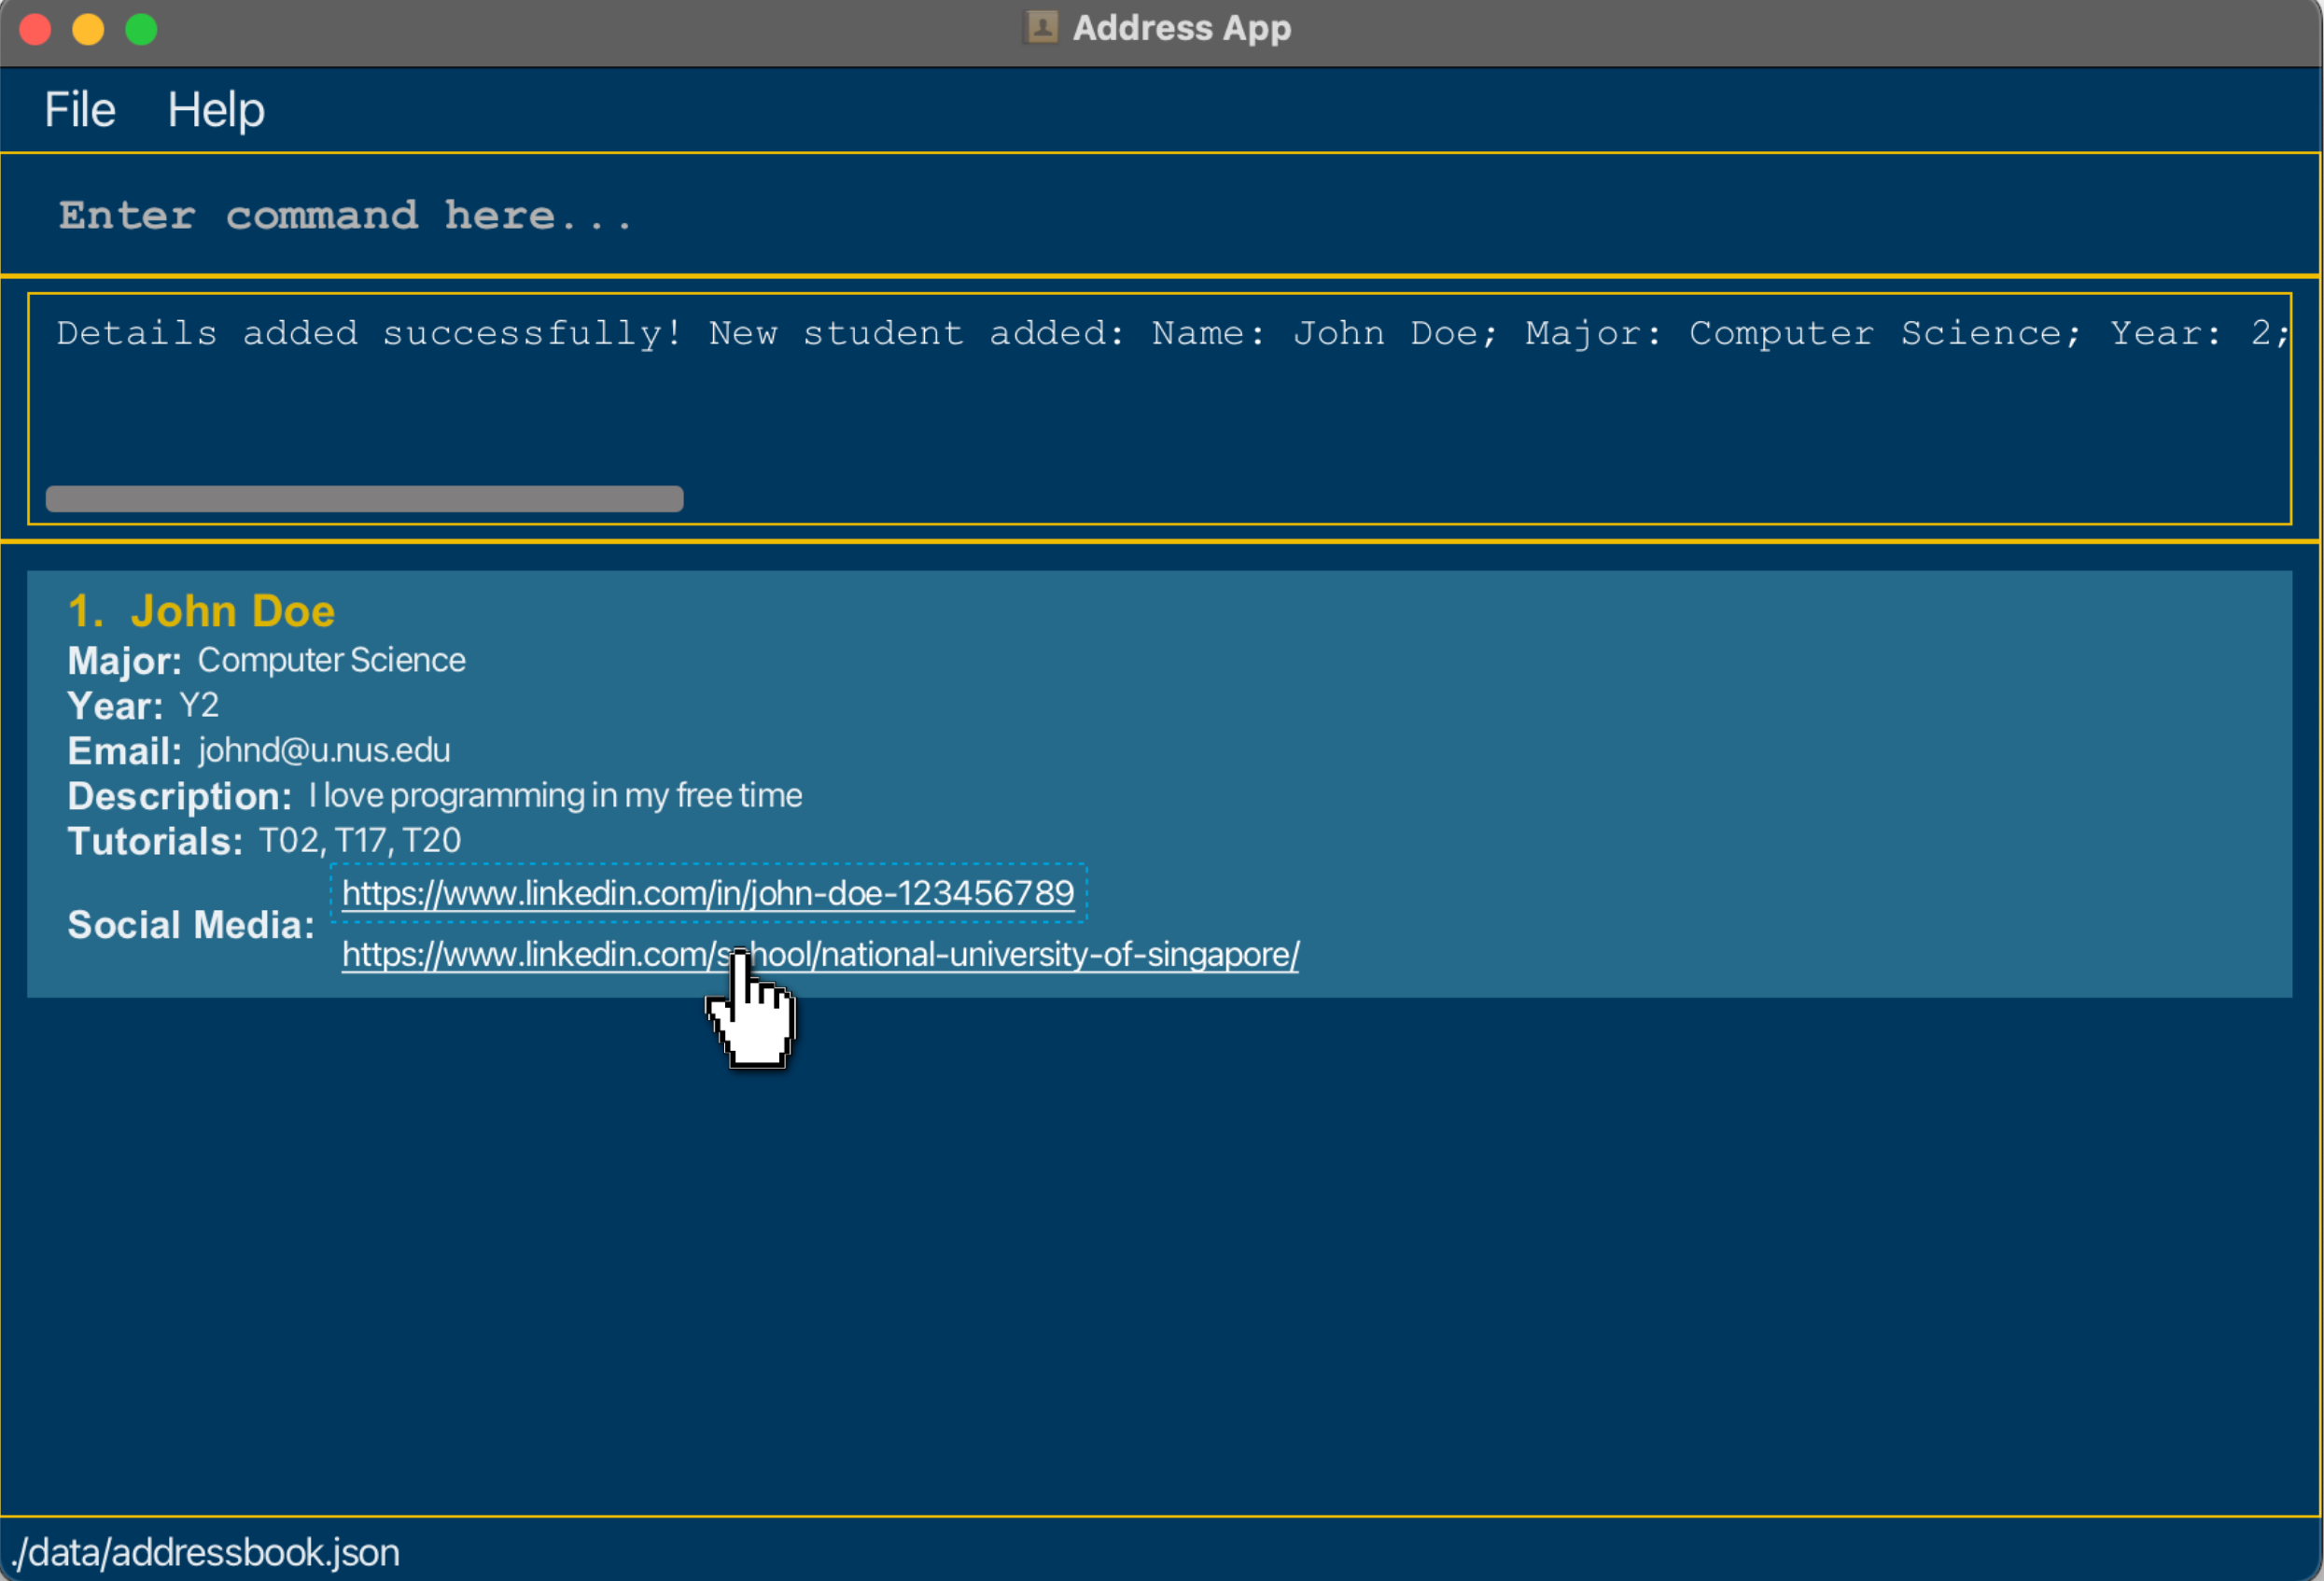 Address App
File Help
Enter command here...
Details added successfully! New student added: Name: John Doe; Major: Computer Science; Year: 2;
1. John Doe
Major: Computer Science
Year: Y2
Email: johnd@u.nus.edu
Description: I love programming in my free time
Tutorials: T02, T17, T20
Social Media:
https://www.linkedin.com/in/john-doe-123456789
https://www.linkedin.com/school/national-university-of-singapore/
./data/addressbook.json